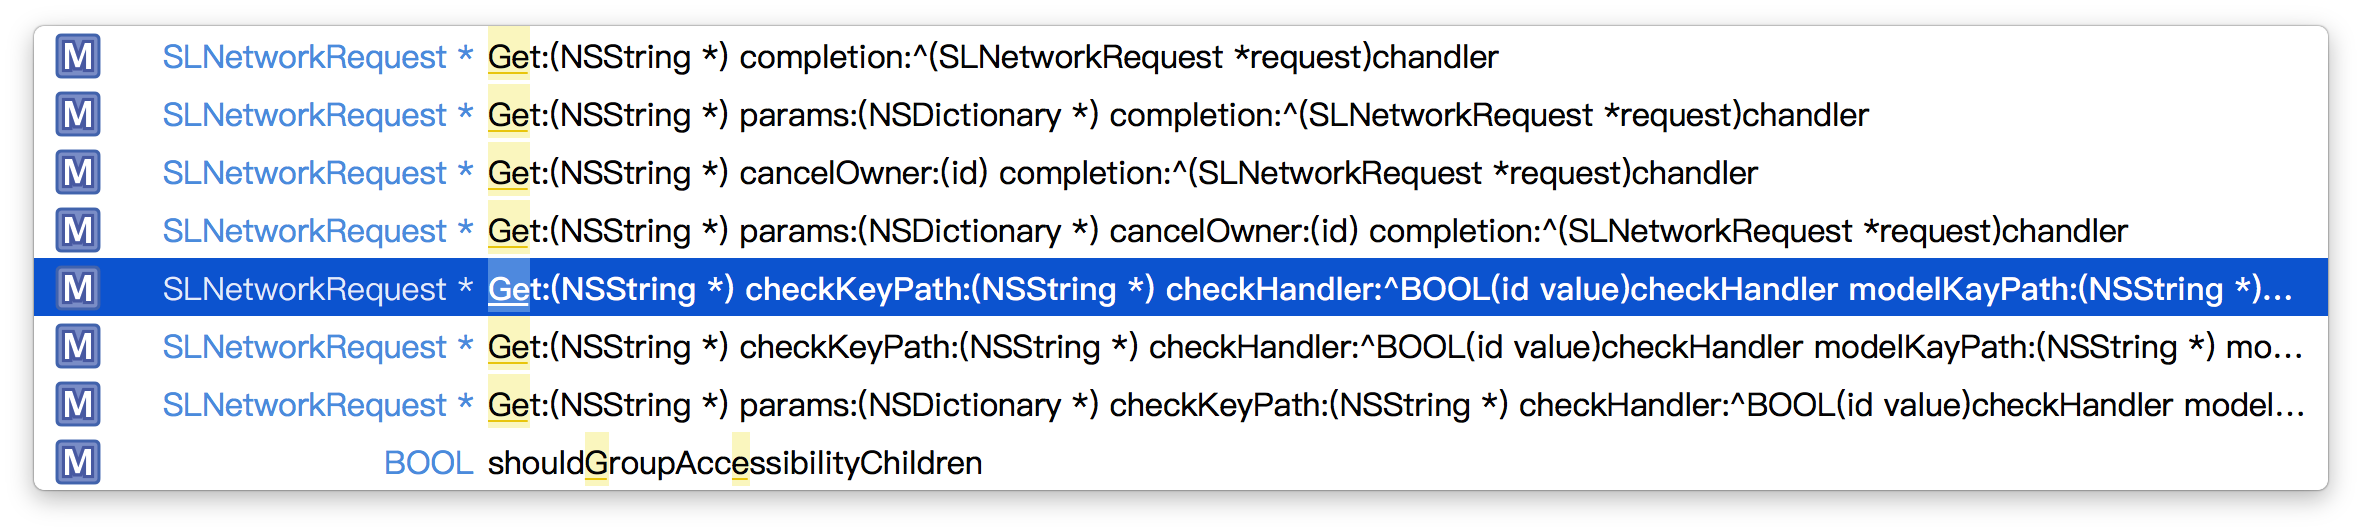 M SLNetworkRequest * Get:(NSString *) completion:^(SLNetworkRequest *request)chandler
M SLNetworkRequest * Get:(NSString *) params:(NSDictionary *) completion:^(SLNetworkRequest *request)chandler
M SLNetworkRequest * Get:(NSString *) cancelOwner:(id) completion:^(SLNetworkRequest *request)chandler
M SLNetworkRequest * Get:(NSString *) params:(NSDictionary *) cancelOwner:(id) completion:^(SLNetworkRequest *request)chandler
M SLNetworkRequest * Get:(NSString *) checkKeyPath:(NSString *) checkHandler:^BOOL(id value)checkHandler modelKayPath:(NSString *)...
M SLNetworkRequest * Get:(NSString *) checkKeyPath:(NSString *) checkHandler:^BOOL(id value)checkHandler modelKayPath:(NSString *) mo...
M SLNetworkRequest * Get:(NSString *) params:(NSDictionary *) checkKeyPath:(NSString *) checkHandler:^BOOL(id value)checkHandler model...
M BOOL shouldGroupAccessibilityChildren